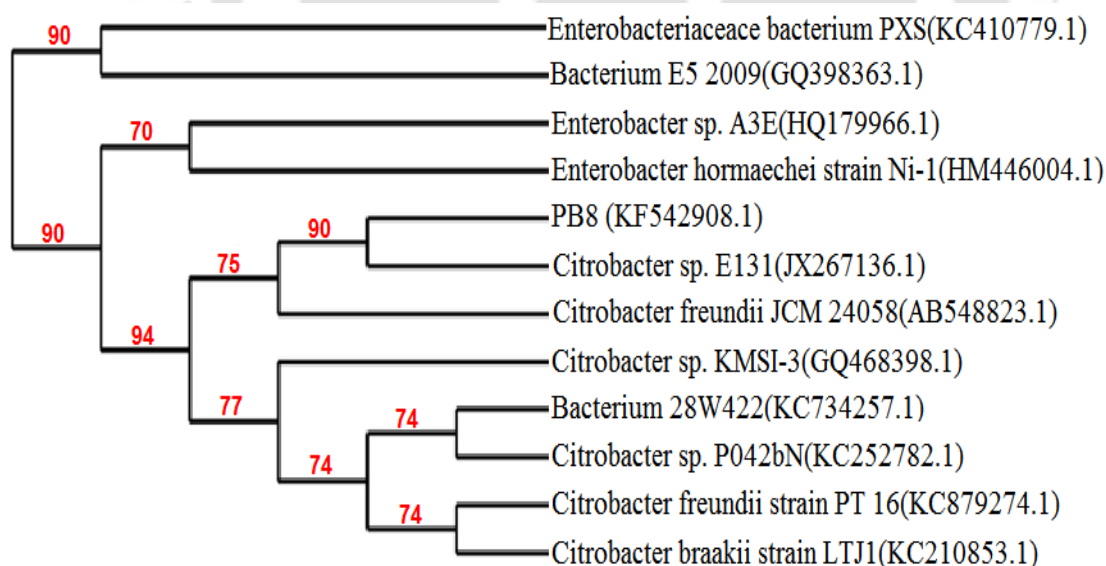 90
Enterobacteriaceace bacterium PXS(KC410779.1)
Bacterium E5 2009(GQ398363.1)
70
Enterobacter sp. A3E(HQ179966.1)
Enterobacter hormaechei strain Ni-1(HM446004.1)
90
90
PB8 (KF542908.1)
75
Citrobacter sp. E131(JX267136.1)
Citrobacter freundii JCM 24058(AB548823.1)
94
Citrobacter sp. KMSI-3(GQ468398.1)
77
74
Bacterium 28W422(KC734257.1)
Citrobacter sp. P042bN(KC252782.1)
74
Citrobacter freundii strain PT 16(KC879274.1)
74
Citrobacter braakii strain LTJ1(KC210853.1)